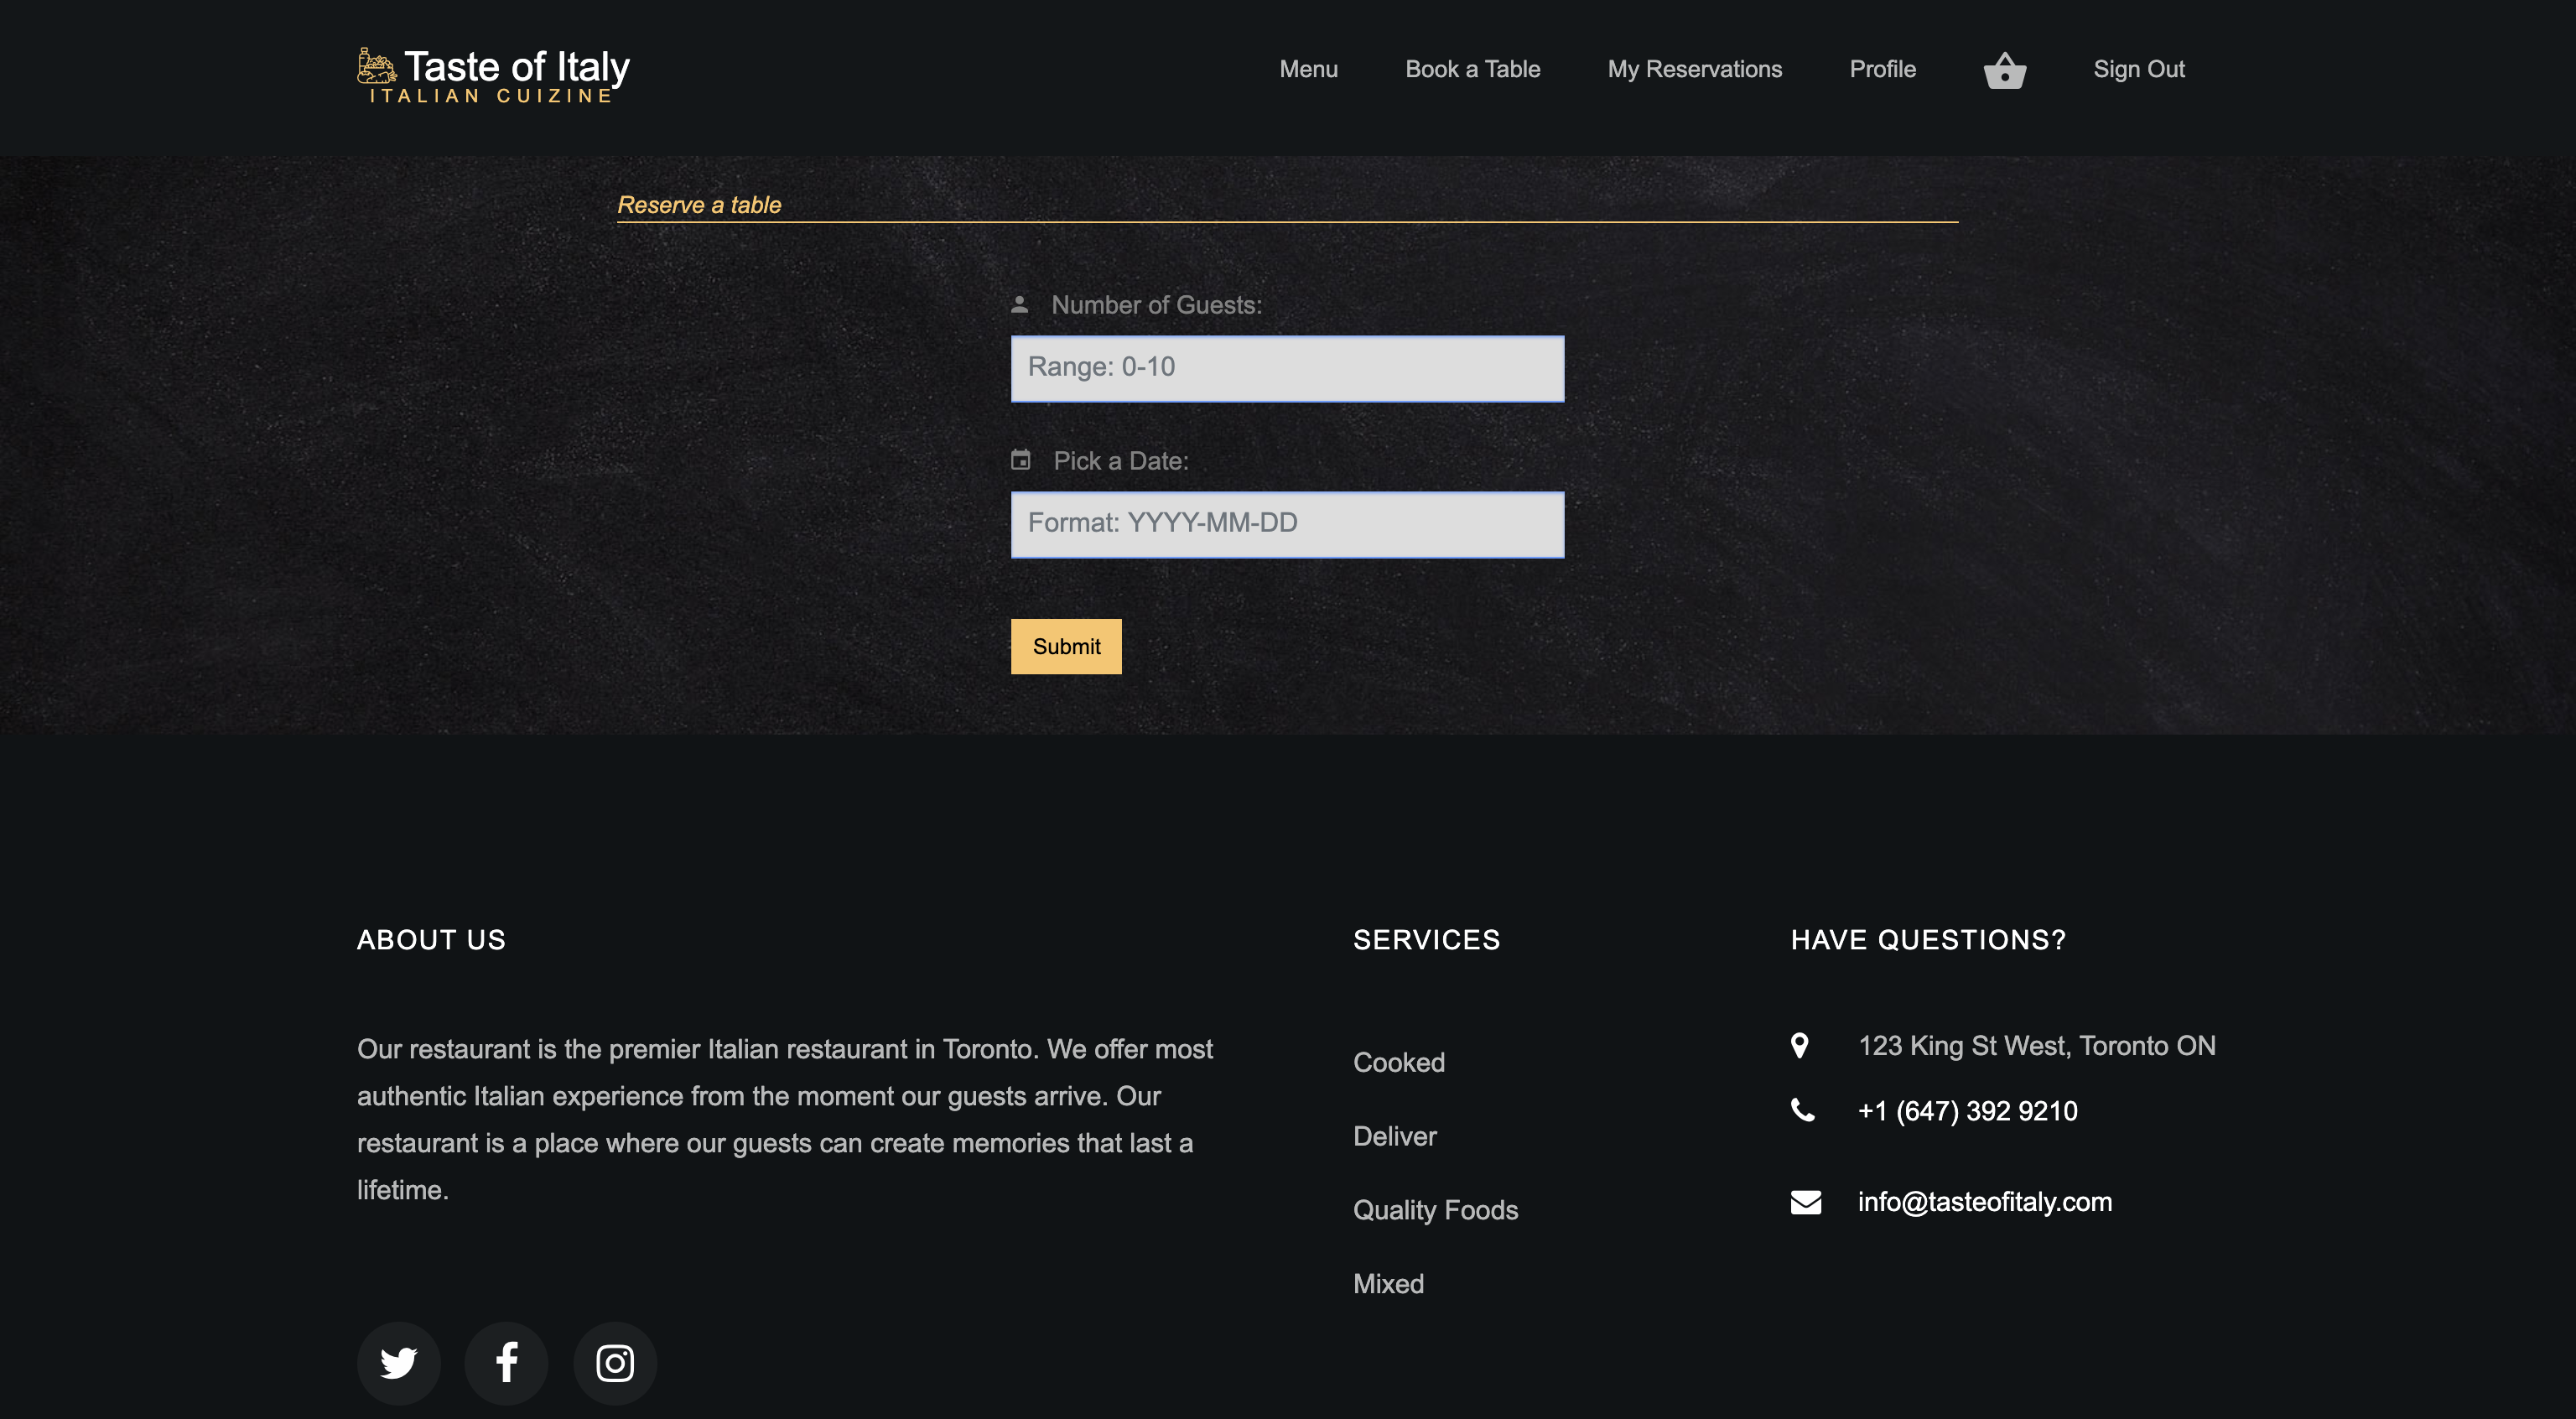 Taste of Italy
ITALIAN CUIZINE
Menu
Book a Table
My Reservations
Profile
Sign Out
Reserve a table
Number of Guests:
Range: 0-10
Pick a Date:
Format: YYYY-MM-DD
Submit
ABOUT US
Our restaurant is the premier Italian restaurant in Toronto. We offer most
authentic Italian experience from the moment our guests arrive. Our
restaurant is a place where our guests can create memories that last a
lifetime.
SERVICES
Cooked
Deliver
Quality Foods
Mixed
HAVE QUESTIONS?
123 King St West, Toronto ON
+1 (647) 392 9210
info@tasteofitaly.com